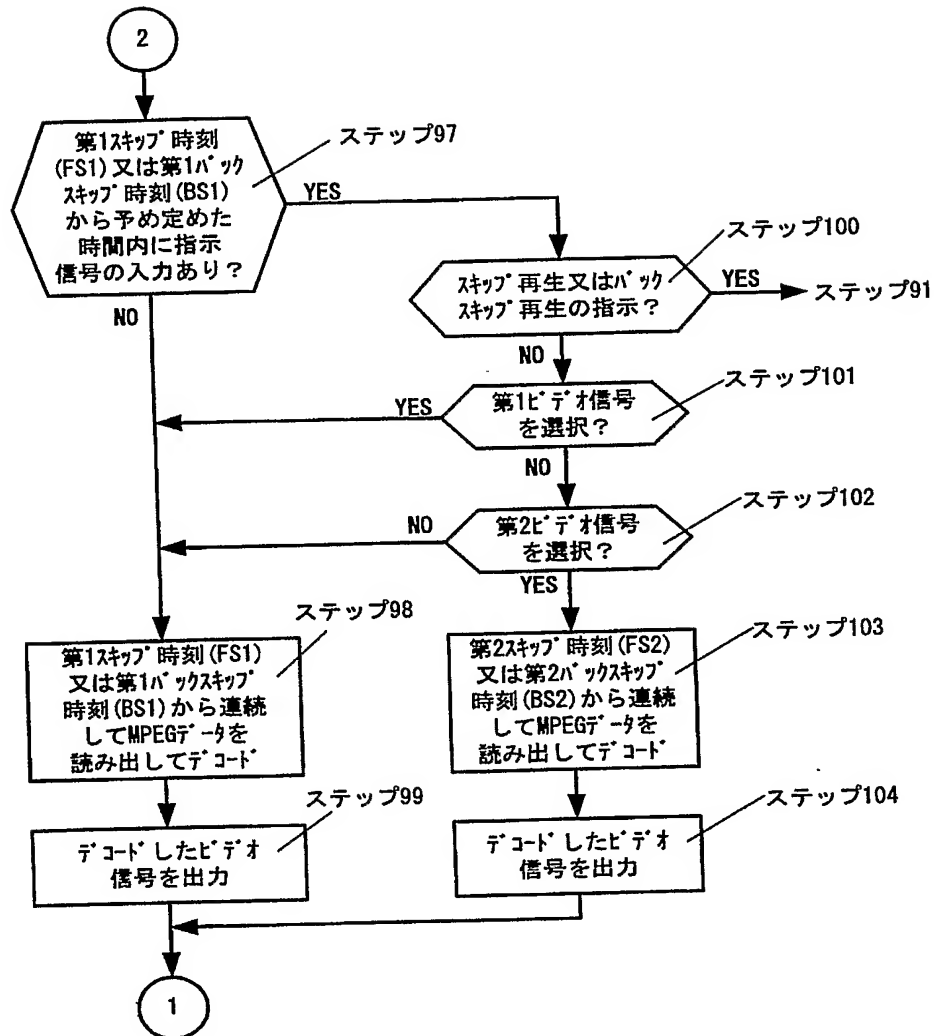 2
第1スキップ時刻
(FS1)又は第1バック
スキップ時刻(BS1)
から予め定めた
時間内に指示
信号の入力あり？
ステップ97
YES
NO
スキップ再生又はバック
スキップ再生の指示？
ステップ100
YES
ステップ91
NO
第1ビデオ信号
を選択？
ステップ101
YES
NO
第2ビデオ信号
を選択？
ステップ102
NO
YES
第1スキップ時刻(FS1)
又は第1バックスキップ
時刻(BS1)から連続
してMPEGデータを
読み出してデコード
ステップ98
第2スキップ時刻(FS2)
又は第2バックスキップ
時刻(BS2)から連続
してMPEGデータを
読み出してデコード
ステップ103
デコードしたビデオ
信号を出力
ステップ99
デコードしたビデオ
信号を出力
ステップ104
1